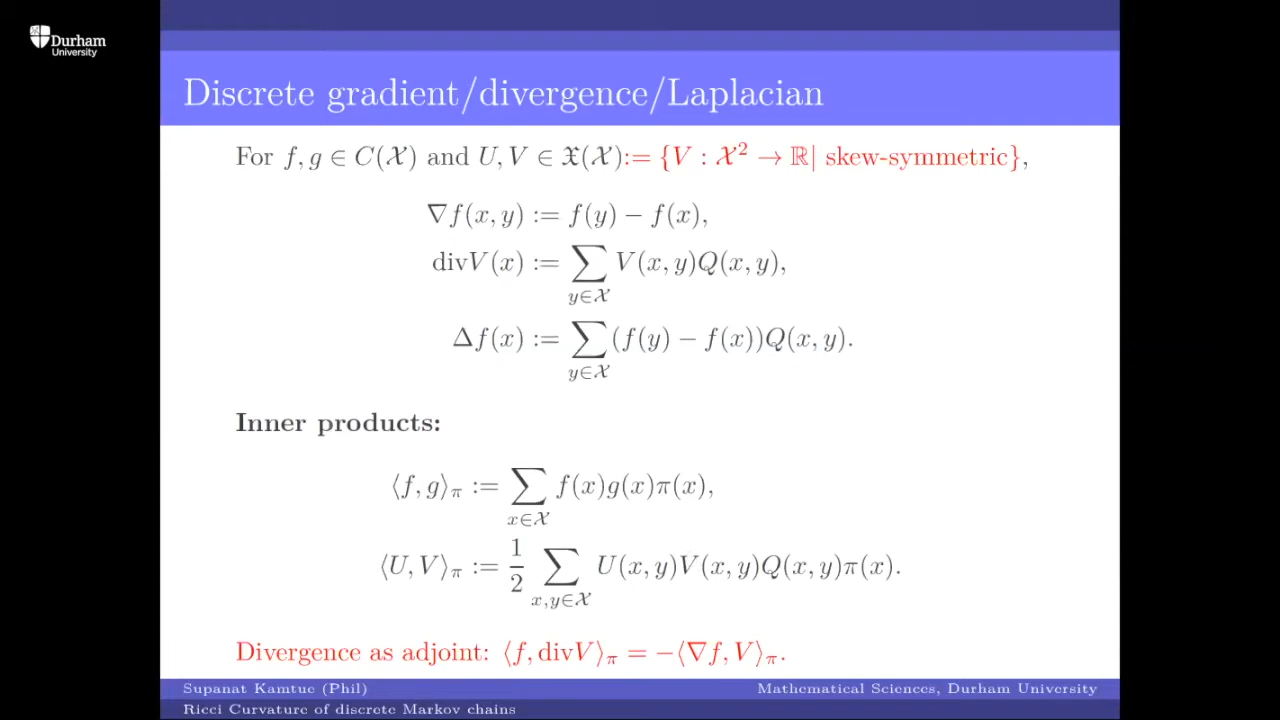 Durham
University
Discrete gradient/divergence/Laplacian
For f, g ∈ C(𝒳) and U, V ∈ 𝔛(𝒳):= {V : 𝒳² → ℝ| skew-symmetric},
∇f(x, y) := f(y) − f(x),
divV(x) := ∑_{y∈𝒳} V(x, y)Q(x, y),
Δf(x) := ∑_{y∈𝒳} (f(y) − f(x))Q(x, y).
Inner products:
⟨f, g⟩_π := ∑_{x∈𝒳} f(x)g(x)π(x),
⟨U, V⟩_π := 1/2 ∑_{x,y∈𝒳} U(x, y)V(x, y)Q(x, y)π(x).
Divergence as adjoint: ⟨f, divV⟩_π = −⟨∇f, V⟩_π.
Supanat Kamtue (Phil) Mathematical Sciences, Durham University
Ricci Curvature of discrete Markov chains